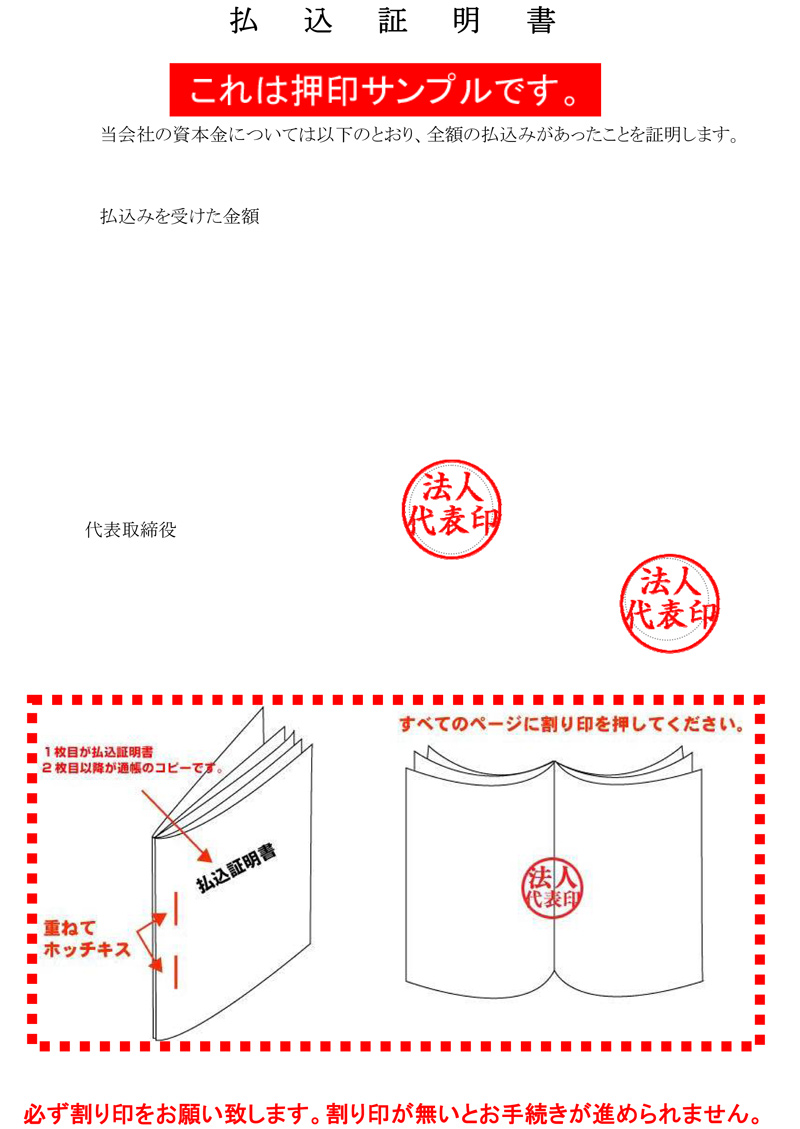 払込証明書
これは押印サンプルです。
当会社の資本金については以下のとおり、全額の払込みがあったことを証明します。
払込みを受けた金額
法人
代表印
代表取締役
法人
代表印
すべてのページに割り印を押してください。
1枚目が払込証明書
2枚目以降が通帳のコピーです。
払込証明書
法人
代表印
重ねて
ホッチキス
必ず割り印をお願い致します。割り印が無いとお手続きが進められません。